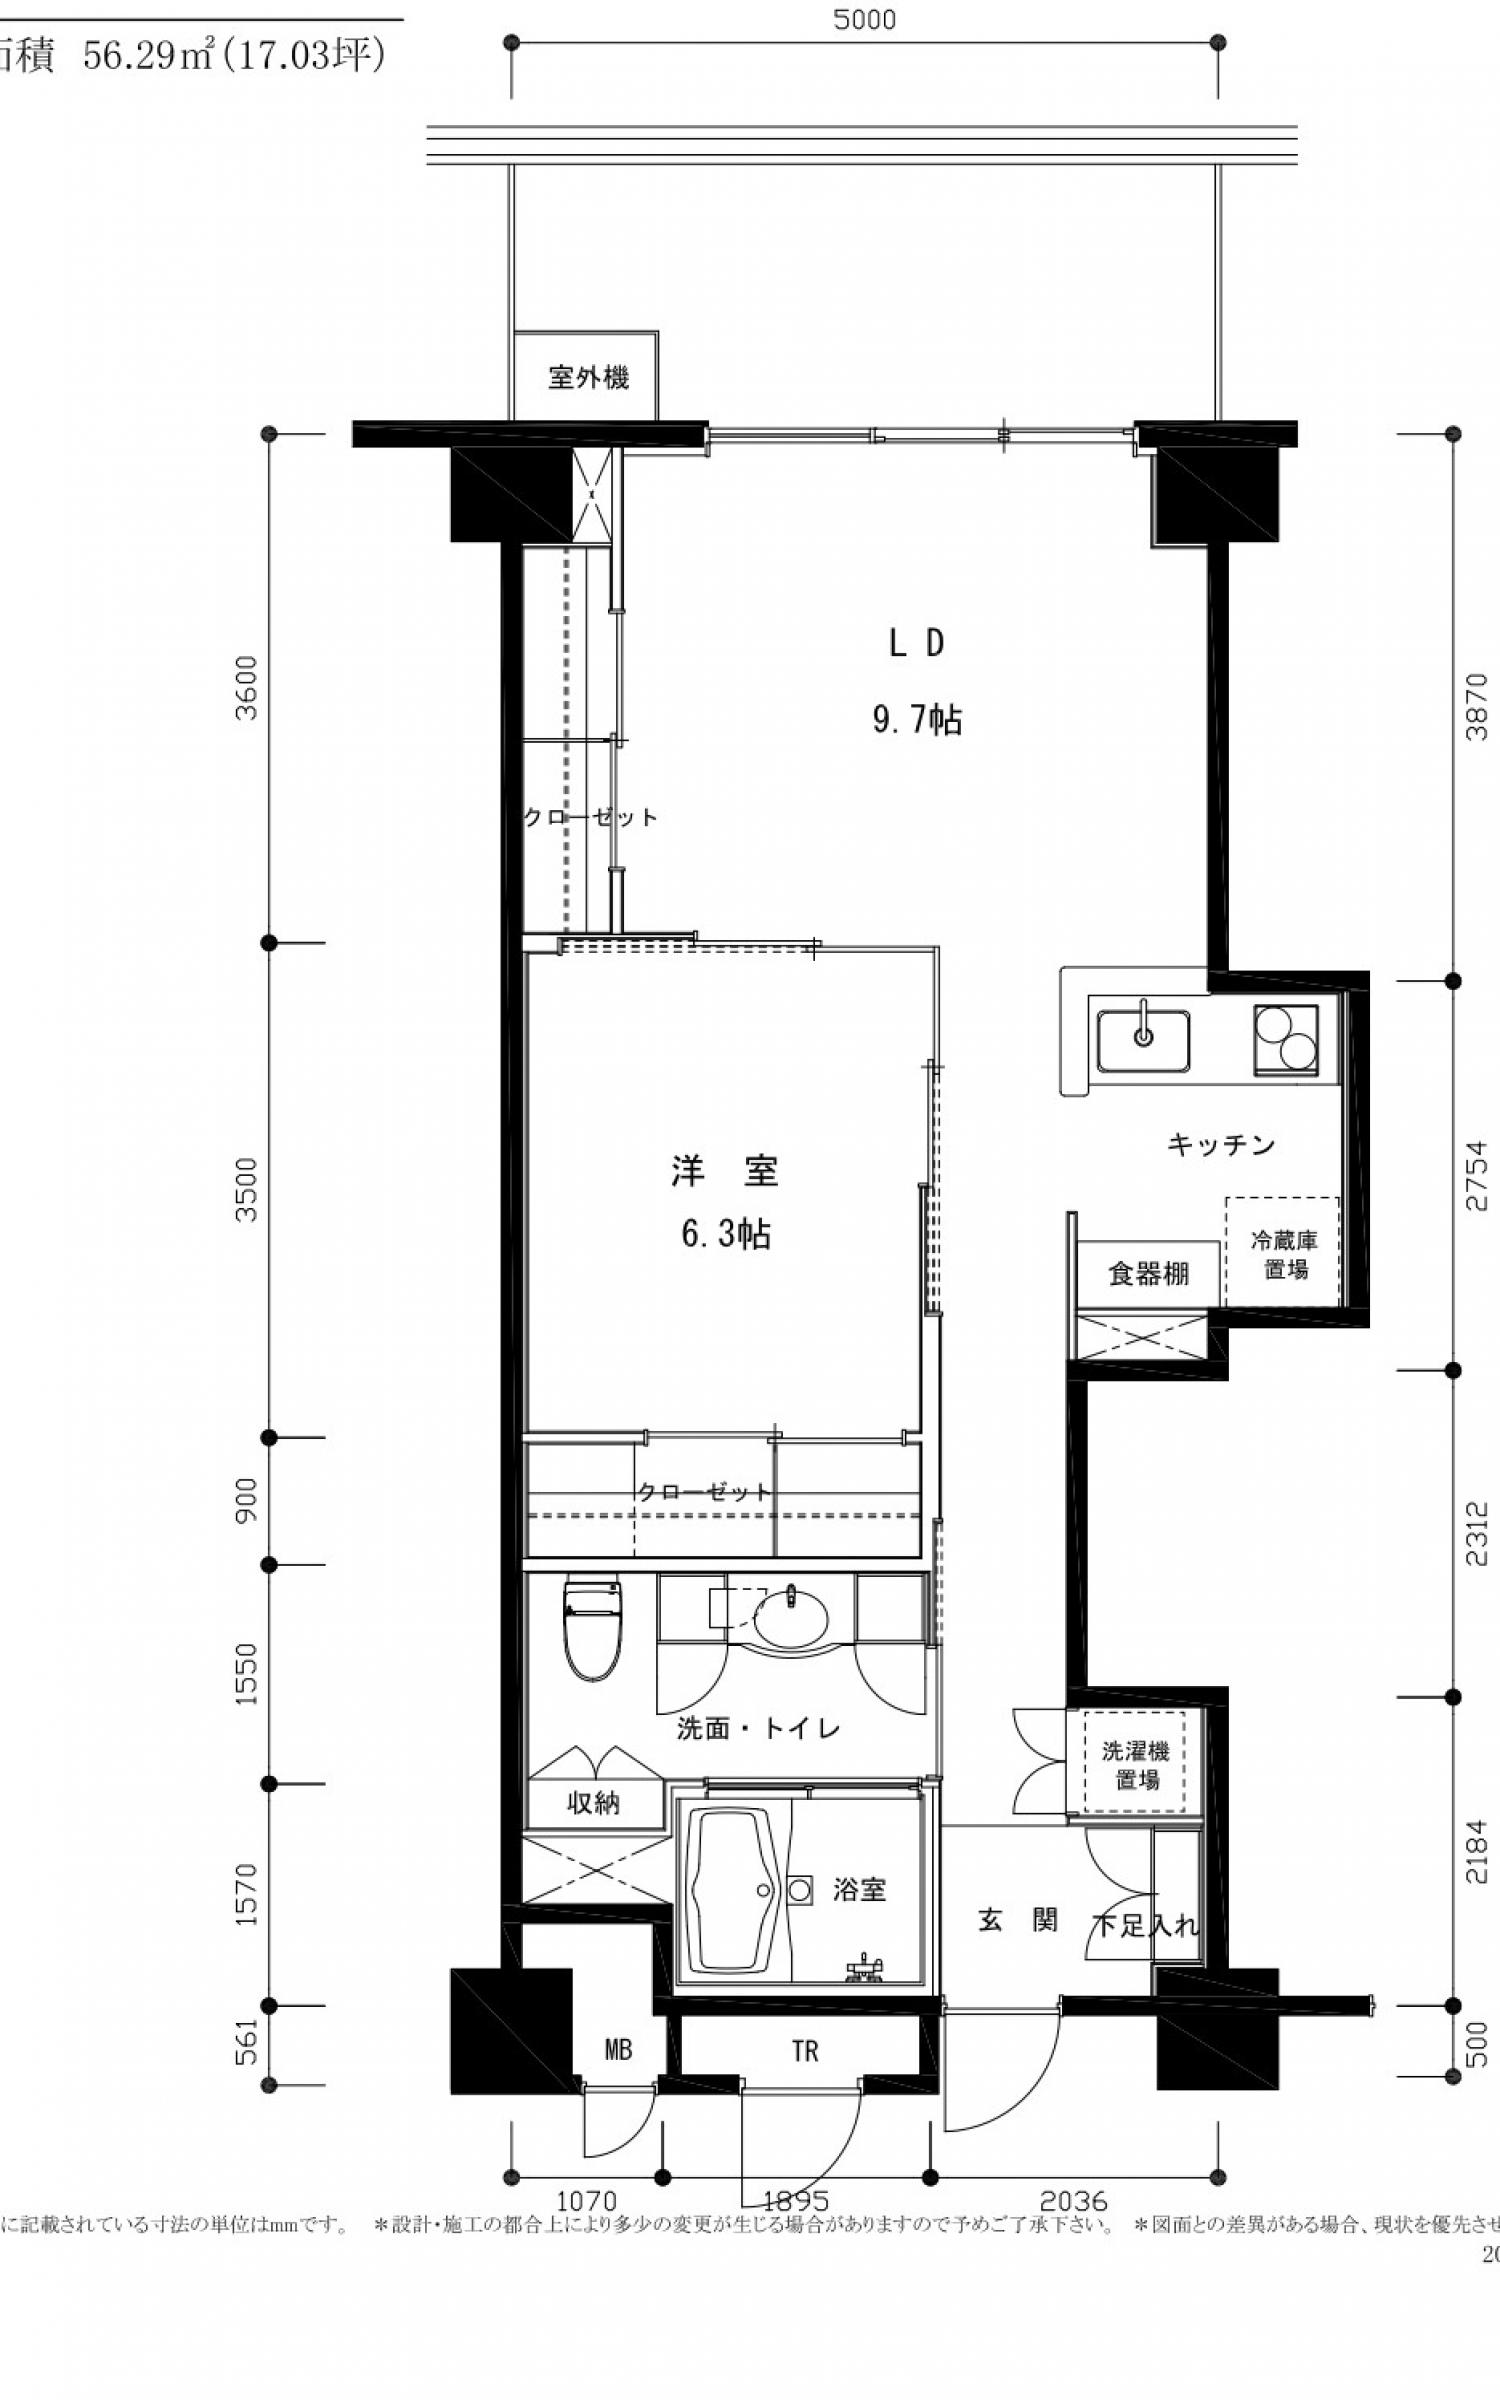 5000
面積 56.29㎡(17.03坪)
室外機
3600
3870
LD
9.7帖
クローゼット
キッチン
3500
2754
洋 室
6.3帖
冷蔵庫
置場
食器棚
900
クローゼット
2312
1550
洗面・トイレ
洗濯機
置場
収納
1570
2184
浴室
玄 関
下足入れ
561
MB
TR
500
1070
1895
2036
に記載されている寸法の単位はmmです。 *設計・施工の都合上により多少の変更が生じる場合がありますので予めご了承下さい。 *図面との差異がある場合、現状を優先させ
20